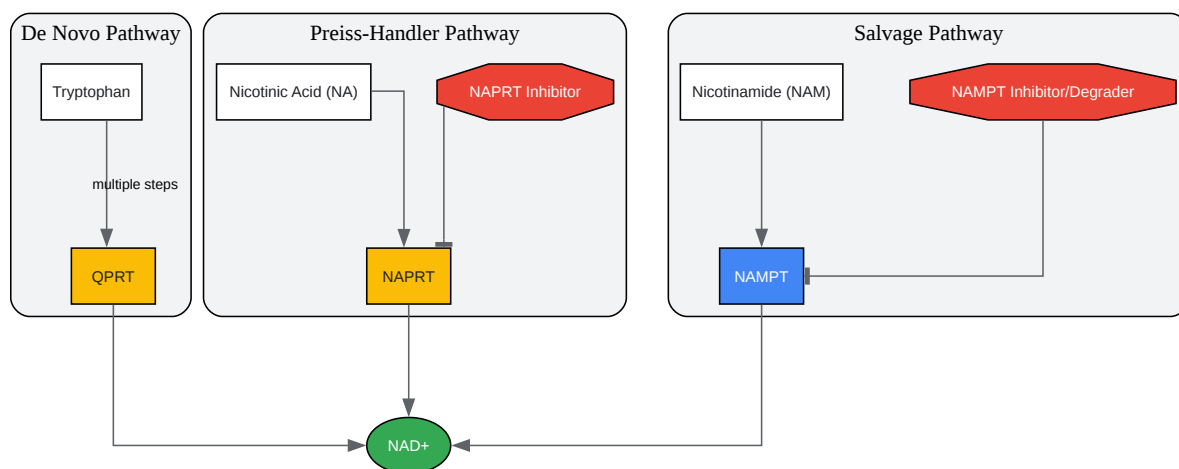 De Novo Pathway
Tryptophan
multiple steps
QPRT
Preiss-Handler Pathway
Nicotinic Acid (NA)
NAPRT Inhibitor
NAPRT
Salvage Pathway
Nicotinamide (NAM)
NAMPT Inhibitor/Degrader
NAMPT
NAD+